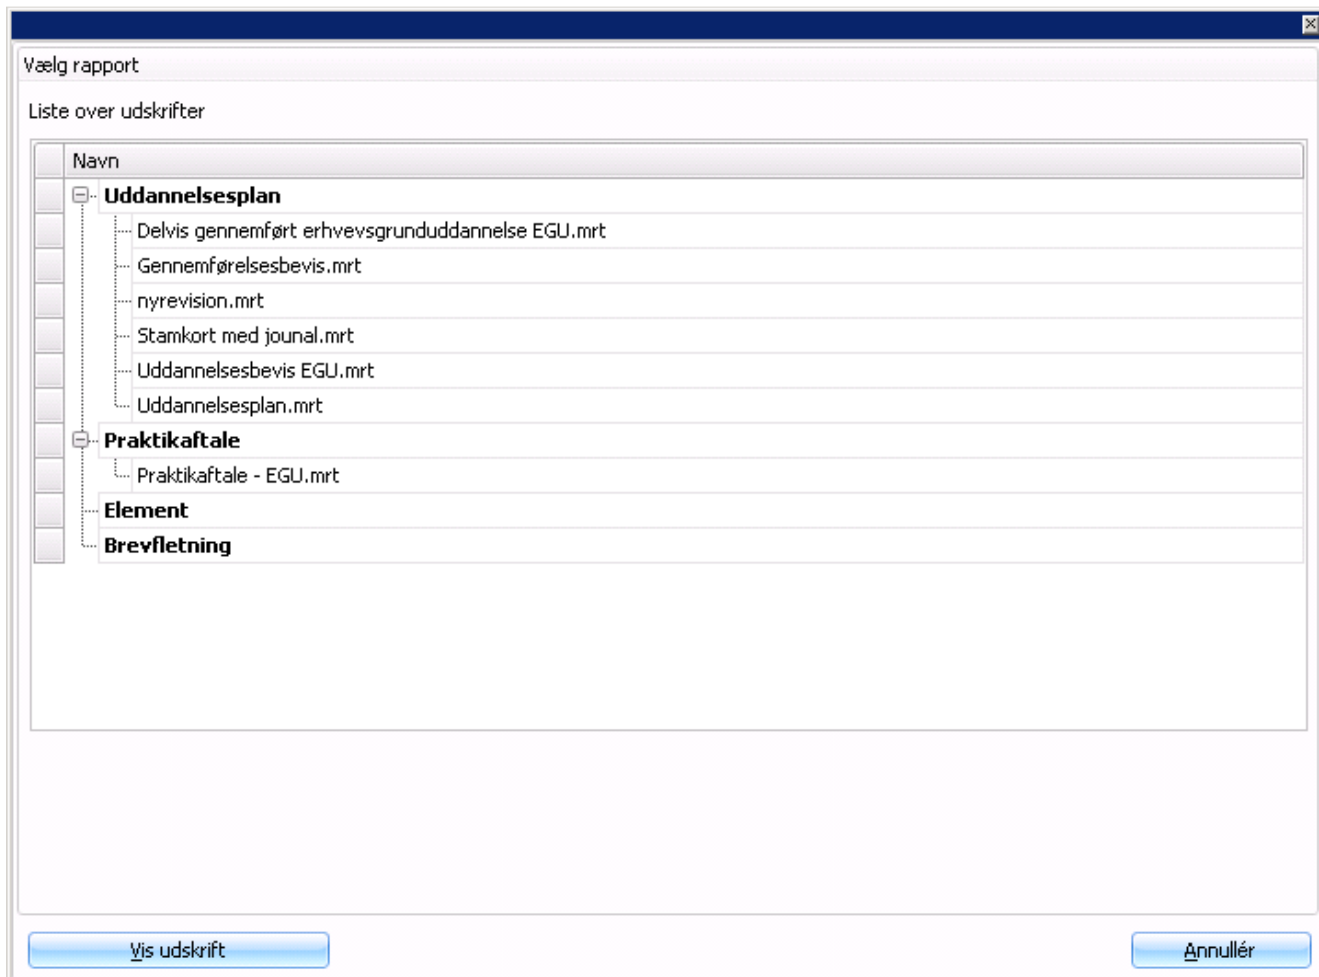 Vælg rapport
Liste over udskrifter
Navn
Uddannelsesplan
Delvis gennemført erhvevsgrunduddannelse EGU.mrt
Gennemførelsesbevis.mrt
nyrevision.mrt
Stamkort med jounal.mrt
Uddannelsesbevis EGU.mrt
Uddannelsesplan.mrt
Praktikaftale
Praktikaftale - EGU.mrt
Element
Brevfletning
Vis udskrift
Annullér